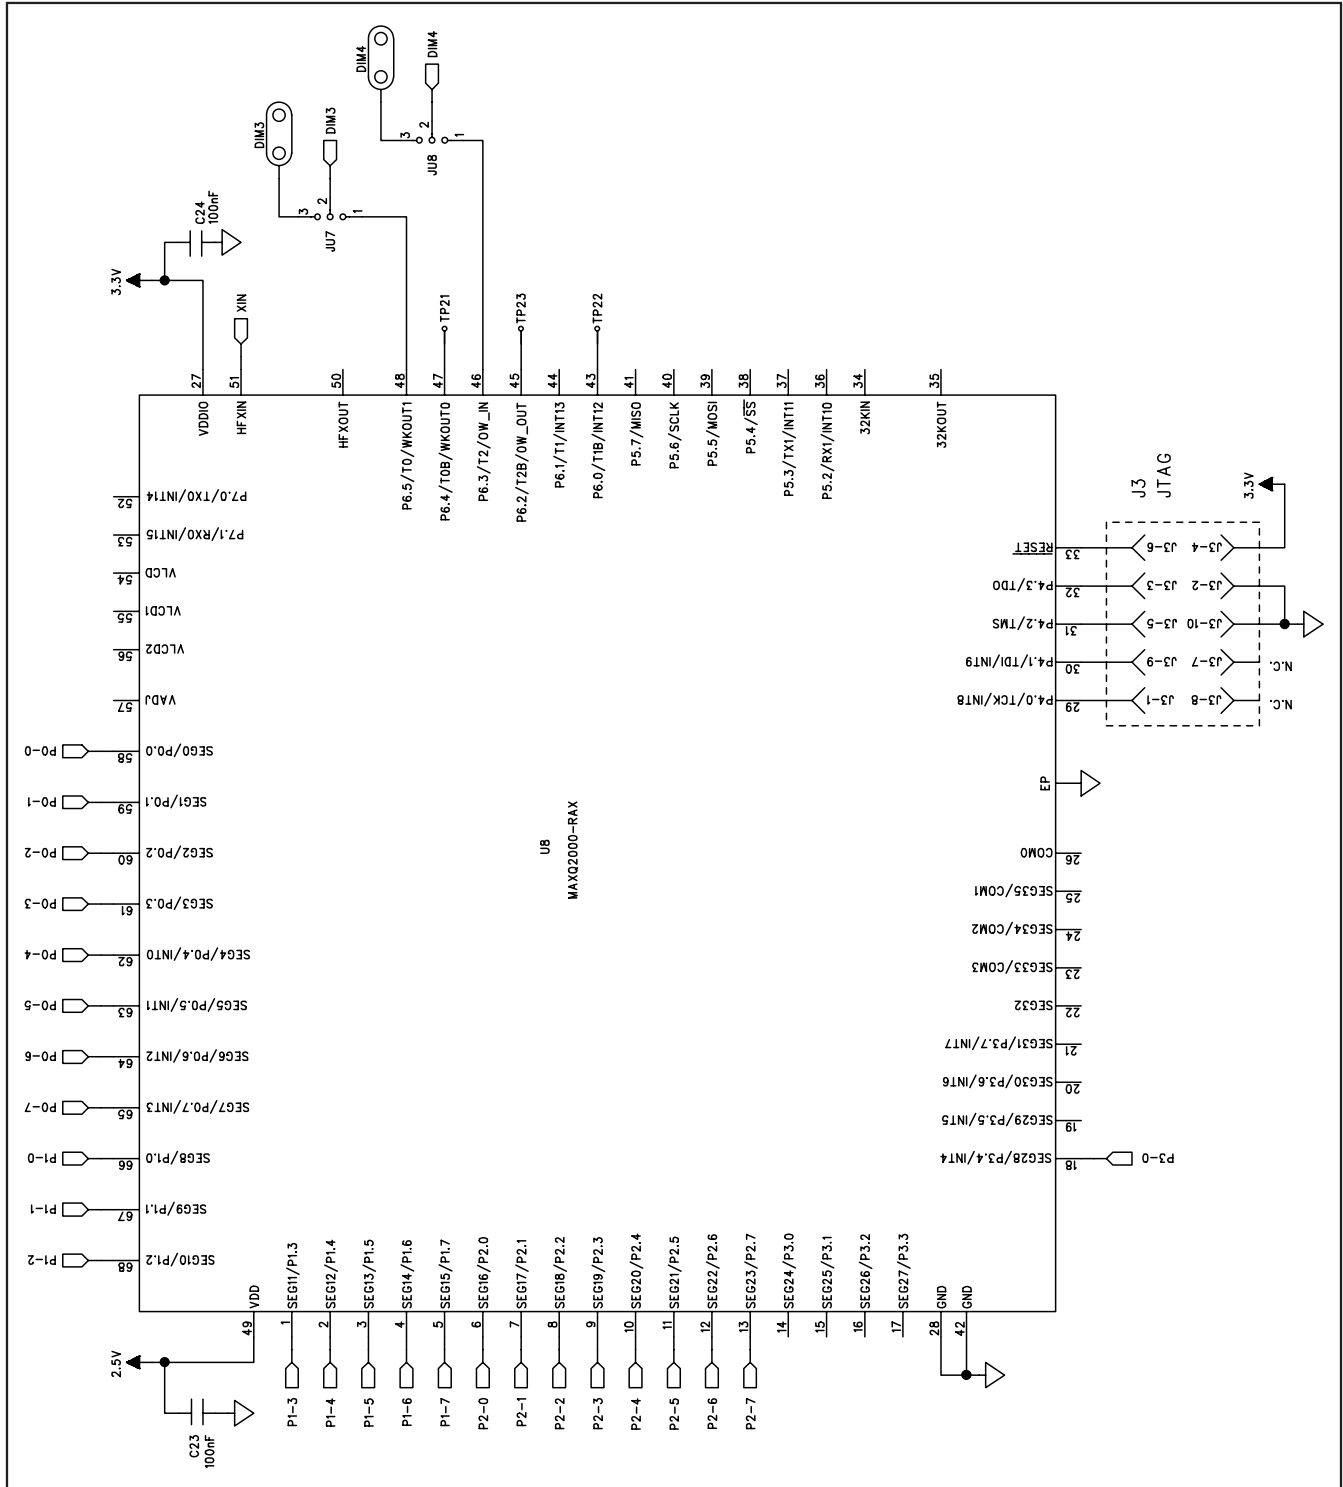 DIM4
DIM4
3
2
1
JU8
DIM3
DIM3
3
2
1
JU7
C24
100nF
3.3V
XIN
TP21
TP23
TP22
27
51
50
48
47
46
45
44
43
41
40
39
38
37
36
34
35
VDDIO
HFXIN
HFXOUT
P6.5/T0/WKOUT1
P6.4/T0B/WKOUT0
P6.3/T2/OW_IN
P6.2/T2B/OW_OUT
P6.1/T1/INT13
P6.0/T1B/INT12
P5.7/MISO
P5.6/SCLK
P5.5/MOSI
P5.4/SS
P5.3/TX1/INT11
P5.2/RX1/INT10
32KIN
32KOUT
52 P7.0/TX0/INT14
53 P7.1/RX0/INT15
54 VLCD
55 VLCD1
56 VLCD2
57 VADJ
P0-0 58 SEG0/P0.0
P0-1 59 SEG1/P0.1
P0-2 60 SEG2/P0.2
P0-3 61 SEG3/P0.3
P0-4 62 SEG4/P0.4/INT0
P0-5 63 SEG5/P0.5/INT1
P0-6 64 SEG6/P0.6/INT2
P0-7 65 SEG7/P0.7/INT3
P1-0 66 SEG8/P1.0
P1-1 67 SEG9/P1.1
P1-2 68 SEG10/P1.2
U8
MAXQ2000-RAX
J3
JTAG
3.3V
RESET 33 J3-6 J3-4
P4.3/TDO 32 J3-3 J3-2
P4.2/TMS 31 J3-5 J3-10
P4.1/TDI/INT9 30 J3-9 J3-7 N.C.
P4.0/TCK/INT8 29 J3-1 J3-8 N.C.
EP
COM0 26
SEG35/COM1 25
SEG34/COM2 24
SEG33/COM3 23
SEG32 22
SEG31/P3.7/INT7 21
SEG30/P3.6/INT6 20
SEG29/P3.5/INT5 19
SEG28/P3.4/INT4 18 P3-0
VDD 49
SEG11/P1.3 1 P1-3
SEG12/P1.4 2 P1-4
SEG13/P1.5 3 P1-5
SEG14/P1.6 4 P1-6
SEG15/P1.7 5 P1-7
SEG16/P2.0 6 P2-0
SEG17/P2.1 7 P2-1
SEG18/P2.2 8 P2-2
SEG19/P2.3 9 P2-3
SEG20/P2.4 10 P2-4
SEG21/P2.5 11 P2-5
SEG22/P2.6 12 P2-6
SEG23/P2.7 13 P2-7
SEG24/P3.0 14
SEG25/P3.1 15
SEG26/P3.2 16
SEG27/P3.3 17
GND 28
GND 42
2.5V
C23
100nF